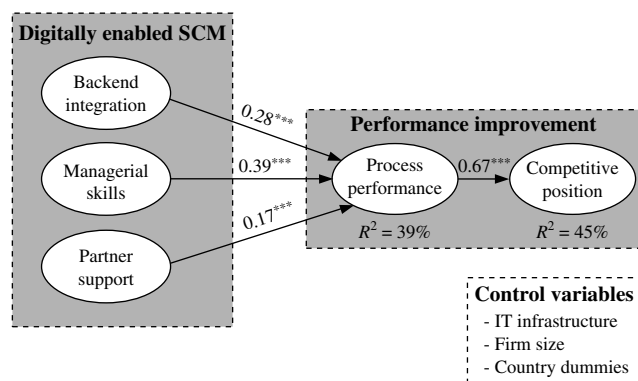 Digitally enabled SCM
Backend
integration
Managerial
skills
Partner
support
0.28***
0.39***
0.17***
Performance improvement
Process
performance
0.67***
Competitive
position
R² = 39%
R² = 45%
Control variables
- IT infrastructure
- Firm size
- Country dummies